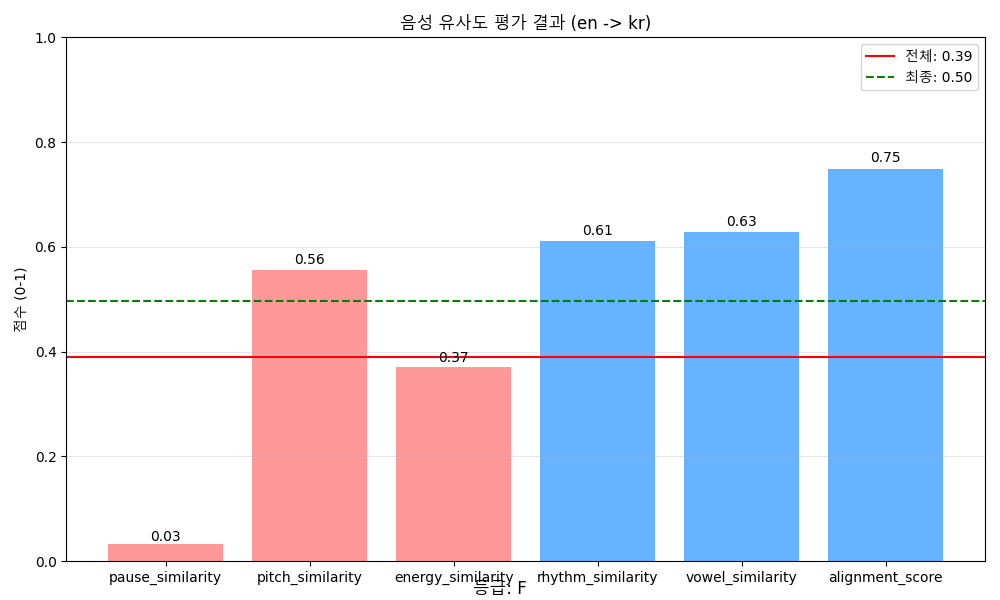 음성 유사도 평가 결과 (en -> kr)
전체: 0.39
최종: 0.50
점수 (0-1)
1.0
0.8
0.6
0.4
0.2
0.0
0.03
0.56
0.37
0.61
0.63
0.75
pause_similarity
pitch_similarity
energy_similarity
rhythm_similarity
vowel_similarity
alignment_score
등급: F